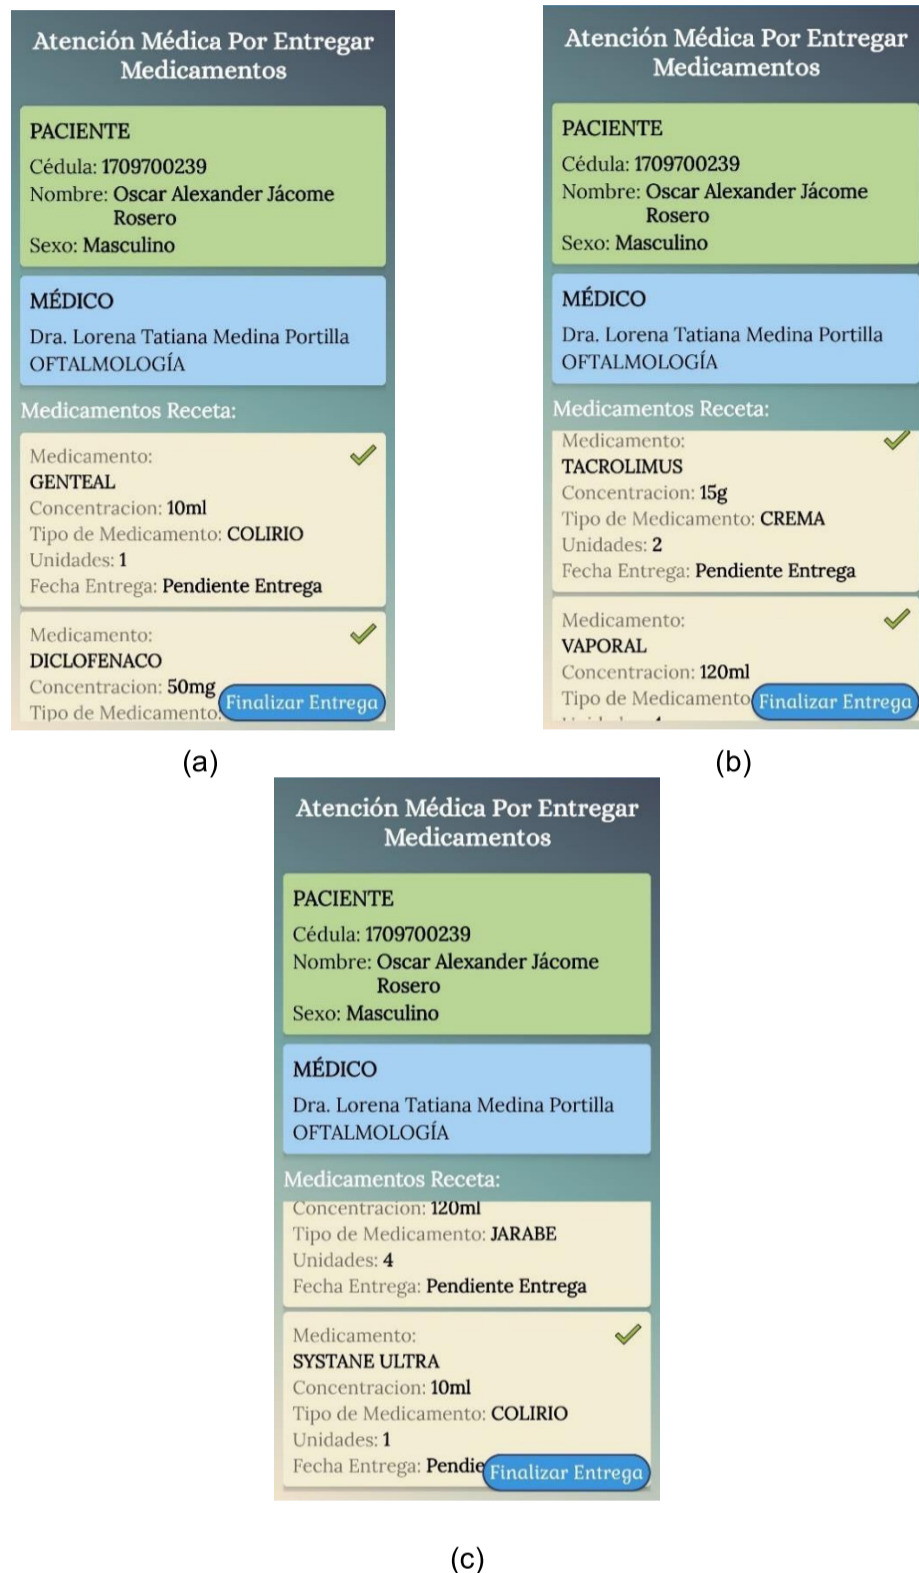 Atención Médica Por Entregar
Medicamentos
PACIENTE
Cédula: 1709700239
Nombre: Oscar Alexander Jácome
Rosero
Sexo: Masculino
MÉDICO
Dra. Lorena Tatiana Medina Portilla
OFTALMOLOGÍA
Medicamentos Receta:
Medicamento:
GENTEAL
Concentracion: 10ml
Tipo de Medicamento: COLIRIO
Unidades: 1
Fecha Entrega: Pendiente Entrega
Medicamento:
DICLOFENACO
Concentracion: 50mg
Tipo de Medicamento:
Finalizar Entrega
(a)
Atención Médica Por Entregar
Medicamentos
PACIENTE
Cédula: 1709700239
Nombre: Oscar Alexander Jácome
Rosero
Sexo: Masculino
MÉDICO
Dra. Lorena Tatiana Medina Portilla
OFTALMOLOGÍA
Medicamentos Receta:
Medicamento:
TACROLIMUS
Concentracion: 15g
Tipo de Medicamento: CREMA
Unidades: 2
Fecha Entrega: Pendiente Entrega
Medicamento:
VAPORAL
Concentracion: 120ml
Tipo de Medicamento
Finalizar Entrega
(b)
Atención Médica Por Entregar
Medicamentos
PACIENTE
Cédula: 1709700239
Nombre: Oscar Alexander Jácome
Rosero
Sexo: Masculino
MÉDICO
Dra. Lorena Tatiana Medina Portilla
OFTALMOLOGÍA
Medicamentos Receta:
Concentracion: 120ml
Tipo de Medicamento: JARABE
Unidades: 4
Fecha Entrega: Pendiente Entrega
Medicamento:
SYSTANE ULTRA
Concentracion: 10ml
Tipo de Medicamento: COLIRIO
Unidades: 1
Fecha Entrega: Pendie
Finalizar Entrega
(c)